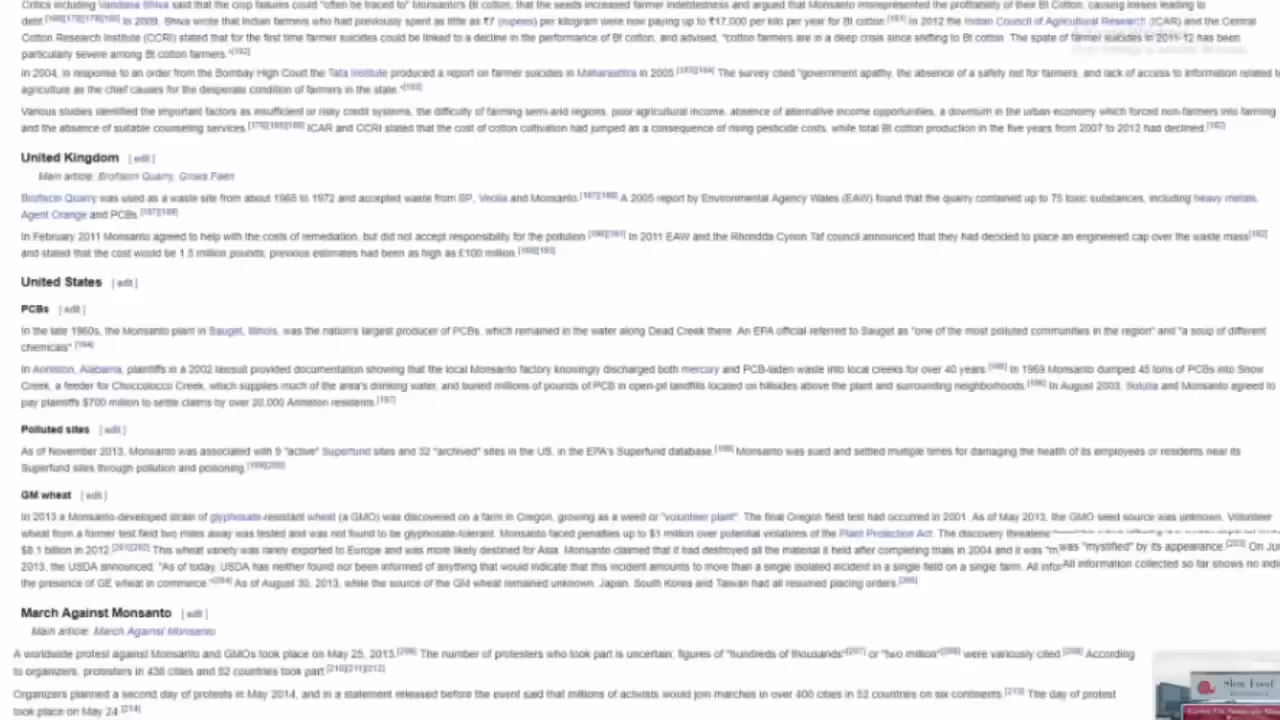 Critics including Vandana Shiva said that the crop failures could "often be traced to" Monsanto's Bt cotton, that the seeds increased farmer indebtedness and argued that Monsanto misrepresented the profitability of their Bt Cotton, causing losses leading to
debt. In 2009, Shiva wrote that Indian farmers who had previously spent as little as ₹7 (rupees) per kilogram were now paying up to ₹17,000 per kilo per year for Bt cotton. In 2012 the Indian Council of Agricultural Research (ICAR) and the Central
Cotton Research Institute (CCRI) stated that for the first time farmer suicides could be linked to a decline in the performance of Bt cotton, and advised, "cotton farmers are in a deep crisis since shifting to Bt cotton. The spate of farmer suicides in 2011-12 has been
particularly severe among Bt cotton farmers."[182]
In 2004, in response to an order from the Bombay High Court the Tata Institute produced a report on farmer suicides in Maharashtra in 2005.[183][184] The survey cited "government apathy, the absence of a safety net for farmers, and lack of access to information related to
agriculture as the chief causes for the desperate condition of farmers in the state."[183]
Various studies identified the important factors as insufficient or risky credit systems, the difficulty of farming semi-arid regions, poor agricultural income, absence of alternative income opportunities, a downturn in the urban economy which forced non-farmers into farming
and the absence of suitable counseling services. ICAR and CCRI stated that the cost of cotton cultivation had jumped as a consequence of rising pesticide costs, while total Bt cotton production in the five years from 2007 to 2012 had declined.[182]
United Kingdom [edit]
Main article: Brofiscin Quarry, Groes Faen
Brofiscin Quarry was used as a waste site from about 1965 to 1972 and accepted waste from BP, Veolia and Monsanto.[187][188] A 2005 report by Environmental Agency Wales (EAW) found that the quarry contained up to 75 toxic substances, including heavy metals,
Agent Orange and PCBs.[187][189]
In February 2011 Monsanto agreed to help with the costs of remediation, but did not accept responsibility for the pollution.[190][191] In 2011 EAW and the Rhondda Cynon Taf council announced that they had decided to place an engineered cap over the waste mass[192]
and stated that the cost would be 1.5 million pounds; previous estimates had been as high as £100 million.[189][193]
United States [edit]
PCBs [edit]
In the late 1960s, the Monsanto plant in Sauget, Illinois, was the nation's largest producer of PCBs, which remained in the water along Dead Creek there. An EPA official referred to Sauget as "one of the most polluted communities in the region" and "a soup of different
chemicals".[194]
In Anniston, Alabama, plaintiffs in a 2002 lawsuit provided documentation showing that the local Monsanto factory knowingly discharged both mercury and PCB-laden waste into local creeks for over 40 years.[195] In 1969 Monsanto dumped 45 tons of PCBs into Snow
Creek, a feeder for Choccolocco Creek, which supplies much of the area's drinking water, and buried millions of pounds of PCB in open-pit landfills located on hillsides above the plant and surrounding neighborhoods.[196] In August 2003, Solutia and Monsanto agreed to
pay plaintiffs $700 million to settle claims by over 20,000 Anniston residents.[197]
Polluted sites [edit]
As of November 2013, Monsanto was associated with 9 "active" Superfund sites and 32 "archived" sites in the US, in the EPA's Superfund database.[198] Monsanto was sued and settled multiple times for damaging the health of its employees or residents near its
Superfund sites through pollution and poisoning.[199][200]
GM wheat [edit]
In 2013 a Monsanto-developed strain of glyphosate-resistant wheat (a GMO) was discovered on a farm in Oregon, growing as a weed or "volunteer plant". The final Oregon field test had occurred in 2001. As of May 2013, the GMO seed source was unknown. Volunteer
wheat from a former test field two miles away was tested and was not found to be glyphosate-tolerant. Monsanto faced penalties up to $1 million over potential violations of the Plant Protection Act. The discovery threatene
$8.1 billion in 2012.[201][202] This wheat variety was rarely exported to Europe and was more likely destined for Asia. Monsanto claimed that it had destroyed all the material it held after completing trials in 2004 and it was "m was "mystified" by its appearance.[203] On Ju
2013, the USDA announced, "As of today, USDA has neither found nor been informed of anything that would indicate that this incident amounts to more than a single isolated incident in a single field on a single farm. All infor All information collected so far shows no indi
the presence of GE wheat in commerce."[204] As of August 30, 2013, while the source of the GM wheat remained unknown, Japan, South Korea and Taiwan had all resumed placing orders.[205]
March Against Monsanto [edit]
Main article: March Against Monsanto
A worldwide protest against Monsanto and GMOs took place on May 25, 2013.[206] The number of protesters who took part is uncertain; figures of "hundreds of thousands"[207] or "two million"[208] were variously cited.[209] According
to organizers, protesters in 436 cities and 52 countries took part.[210][211][212]
Organizers planned a second day of protests in May 2014, and in a statement released before the event said that millions of activists would join marches in over 400 cities in 52 countries on six continents.[213] The day of protest
took place on May 24.[214]
Slow Food